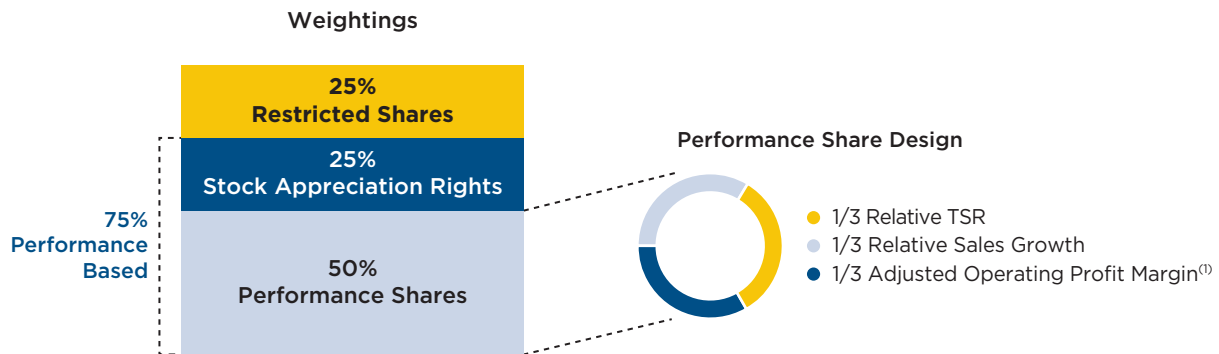 Weightings
25%
Restricted Shares
25%
Stock Appreciation Rights
75%
Performance
Based
50%
Performance Shares
Performance Share Design
1/3 Relative TSR
1/3 Relative Sales Growth
1/3 Adjusted Operating Profit Margin(1)